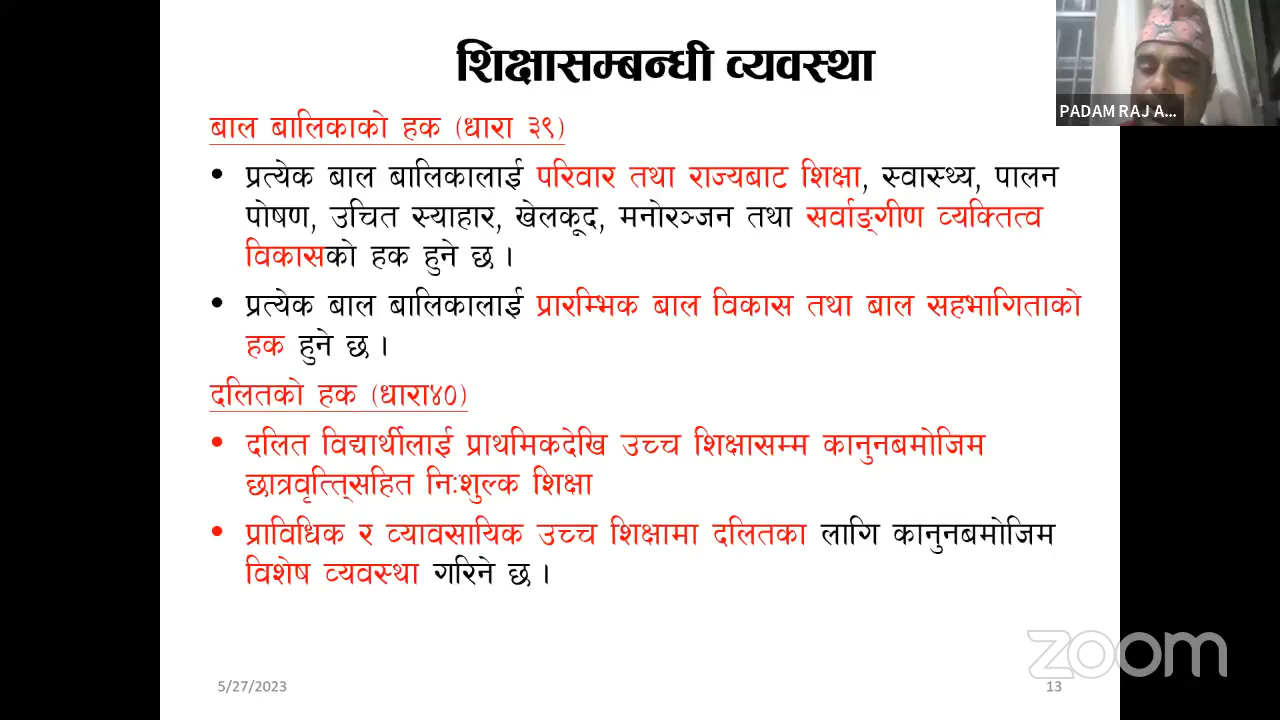 शिक्षासम्बन्धी व्यवस्था
PADAM RAJ A...
बाल बालिकाको हक (धारा ३९)
• प्रत्येक बाल बालिकालाई परिवार तथा राज्यबाट शिक्षा, स्वास्थ्य, पालन
पोषण, उचित स्याहार, खेलकूद, मनोरञ्जन तथा सर्वाङ्गीण व्यक्तित्व
विकासको हक हुने छ ।
• प्रत्येक बाल बालिकालाई प्रारम्भिक बाल विकास तथा बाल सहभागिताको
हक हुने छ ।
दलितको हक (धारा४०)
• दलित विद्यार्थीलाई प्राथमिकदेखि उच्च शिक्षासम्म कानुनबमोजिम
छात्रवृत्त्सिहित निःशुल्क शिक्षा
• प्राविधिक र व्यावसायिक उच्च शिक्षामा दलितका लागि कानुनबमोजिम
विशेष व्यवस्था गरिने छ ।
zoom
5/27/2023
13